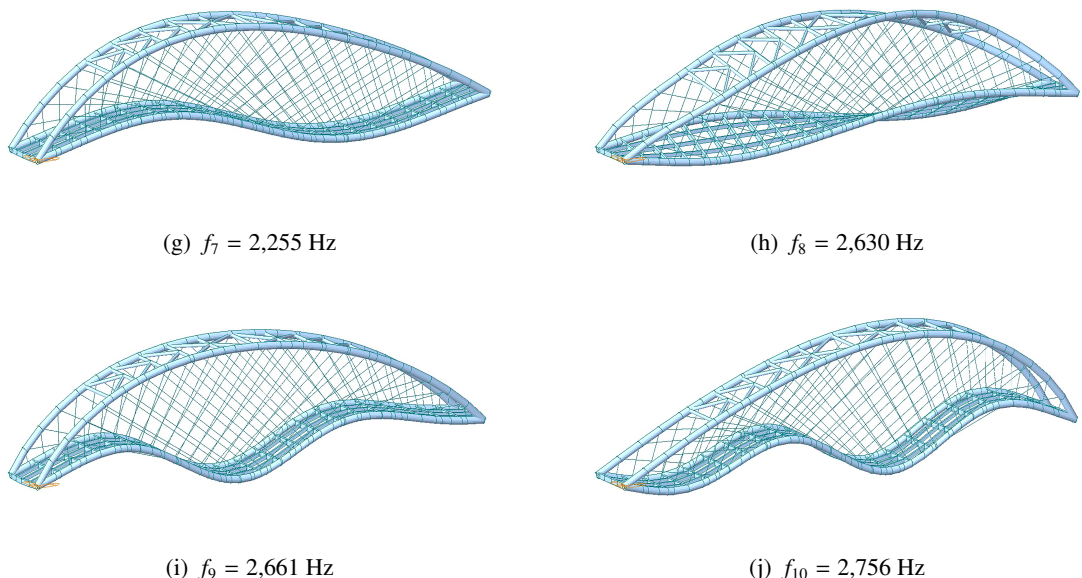 (g) f₇ = 2,255 Hz
(h) f₈ = 2,630 Hz
(i) f₉ = 2,661 Hz
(j) f₁₀ = 2,756 Hz